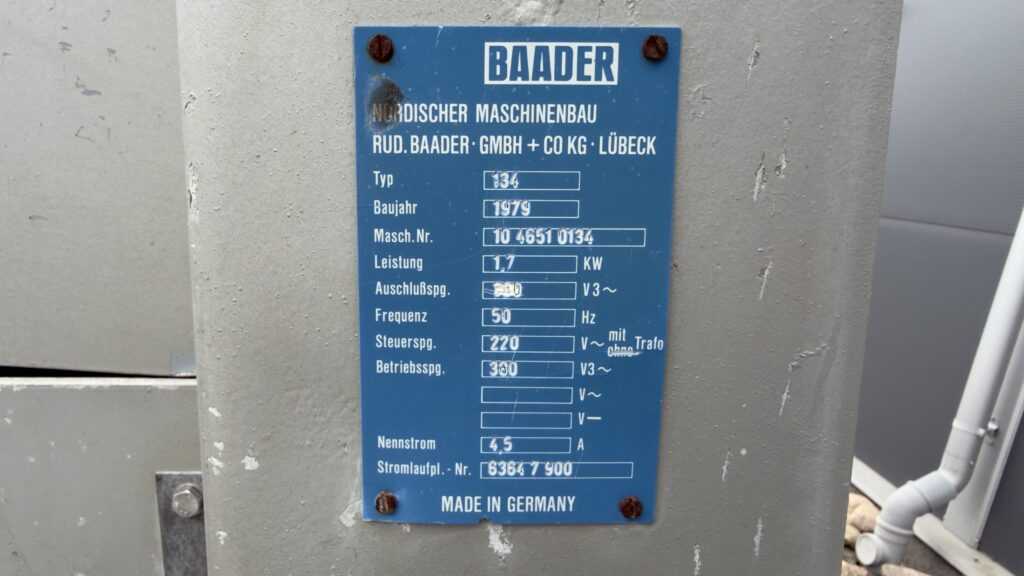 BAADER
NORDISCHER MASCHINENBAU
RUD. BAADER · GMBH + CO KG · LÜBECK
Typ 134
Baujahr 1979
Masch. Nr. 10 4651 0134
Leistung 1,7 KW
Auschlußspg. V 3~
Frequenz 50 Hz
Steuerspg. 220 V~ mit ohne Trafo
Betriebsspg. V3~
V~
V—
Nennstrom 4,5 A
Stromlaufpl. - Nr. 6364 7 900
MADE IN GERMANY